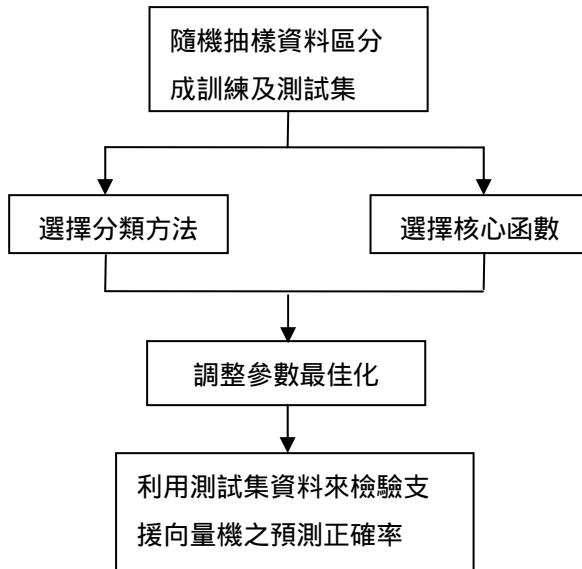 隨機抽樣資料區分
成訓練及測試集
選擇分類方法
選擇核心函數
調整參數最佳化
利用測試集資料來檢驗支
援向量機之預測正確率